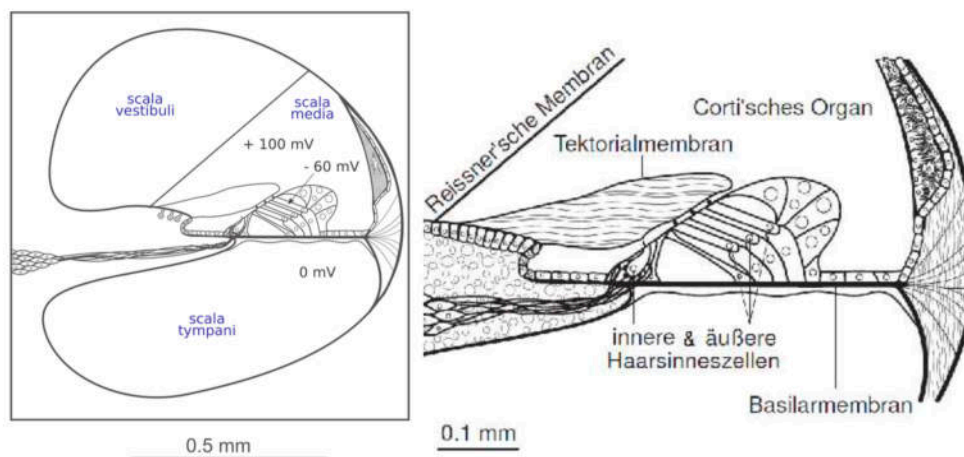 scala
vestibuli
scala
media
+ 100 mV
- 60 mV
0 mV
scala
tympani
0.5 mm
Reissner'sche Membran
Corti'sches Organ
Tektorialmembran
innere & äußere
Haarsinneszellen
Basilarmembran
0.1 mm